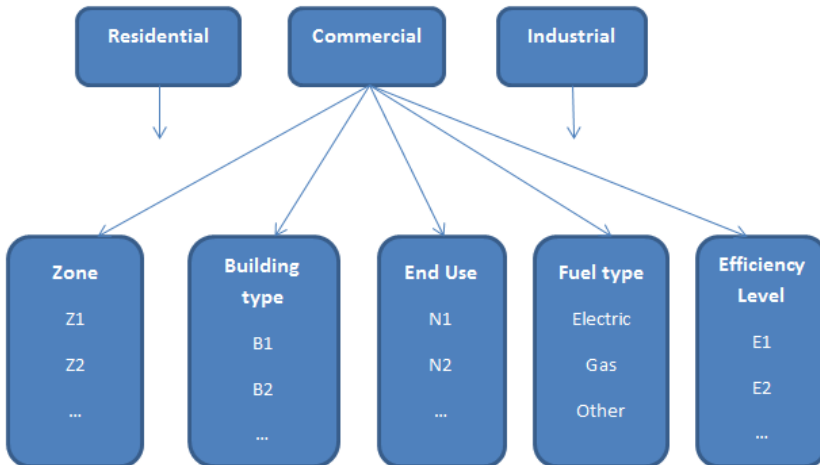 Residential
Commercial
Industrial
Zone
Z1
Z2
...
Building
type
B1
B2
...
End Use
N1
N2
...
Fuel type
Electric
Gas
Other
Efficiency
Level
E1
E2
...